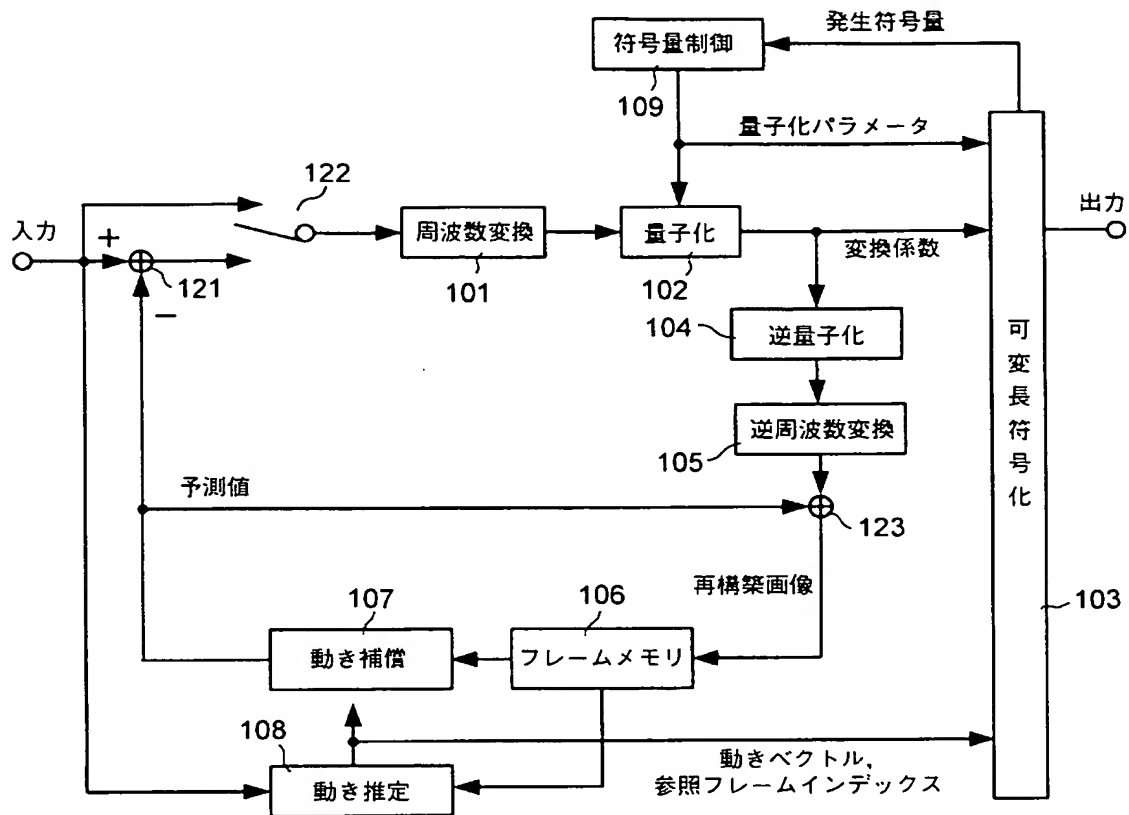 発生符号量
符号量制御
109
量子化パラメータ
122
入力
+
121
−
周波数変換
101
量子化
102
変換係数
出力
104
逆量子化
105
逆周波数変換
可変長符号化
予測値
123
再構築画像
103
107
動き補償
106
フレームメモリ
108
動き推定
動きベクトル,
参照フレームインデックス